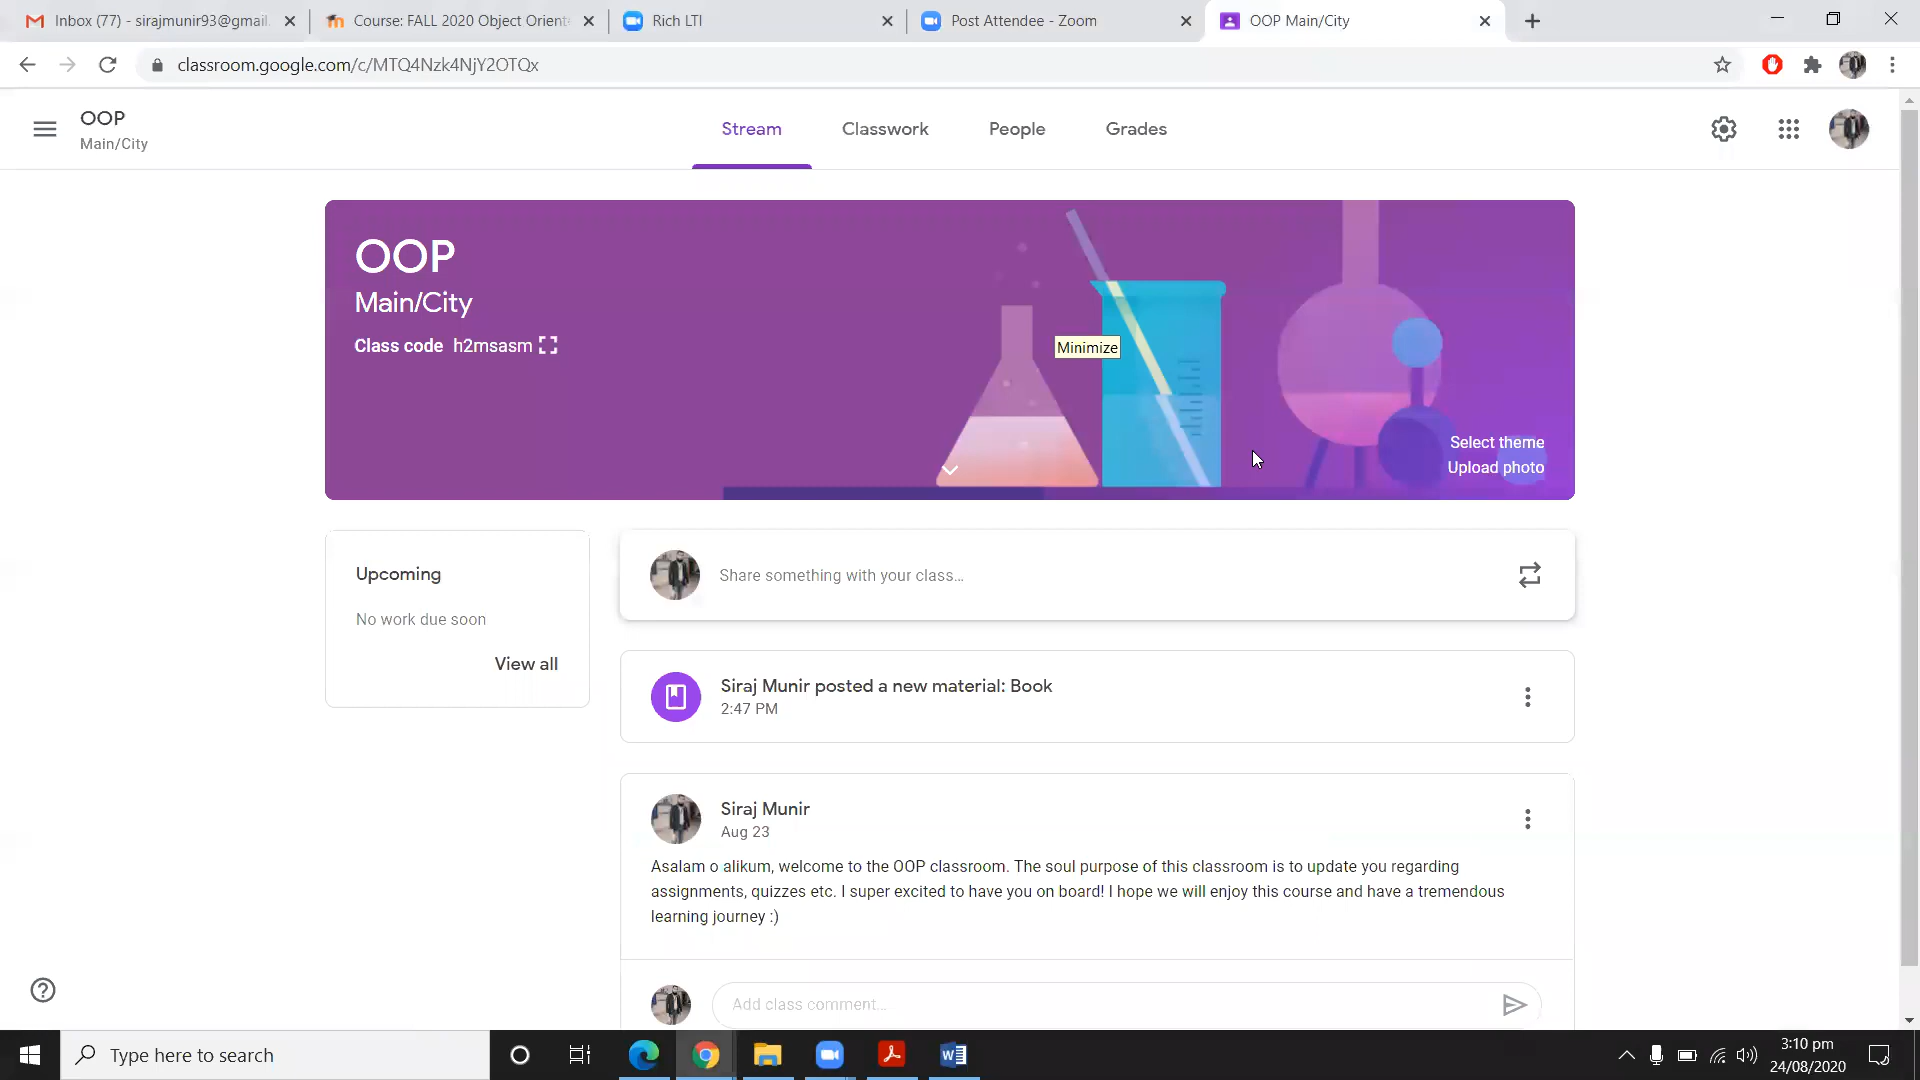 Inbox (77) - sirajmunir93@gmail.
Course: FALL 2020 Object Orient
Rich LTI
Post Attendee - Zoom
OOP Main/City
classroom.google.com/c/MTQ4Nzk4NjY2OTQx
OOP
Main/City
Stream
Classwork
People
Grades
OOP
Main/City
Class code h2msasm
Minimize
Select theme
Upload photo
Upcoming
No work due soon
View all
Share something with your class...
Siraj Munir posted a new material: Book
2:47 PM
Siraj Munir
Aug 23
Asalam o alikum, welcome to the OOP classroom. The soul purpose of this classroom is to update you regarding
assignments, quizzes etc. I super excited to have you on board! I hope we will enjoy this course and have a tremendous
learning journey :)
Add class comment...
Type here to search
3:10 pm
24/08/2020